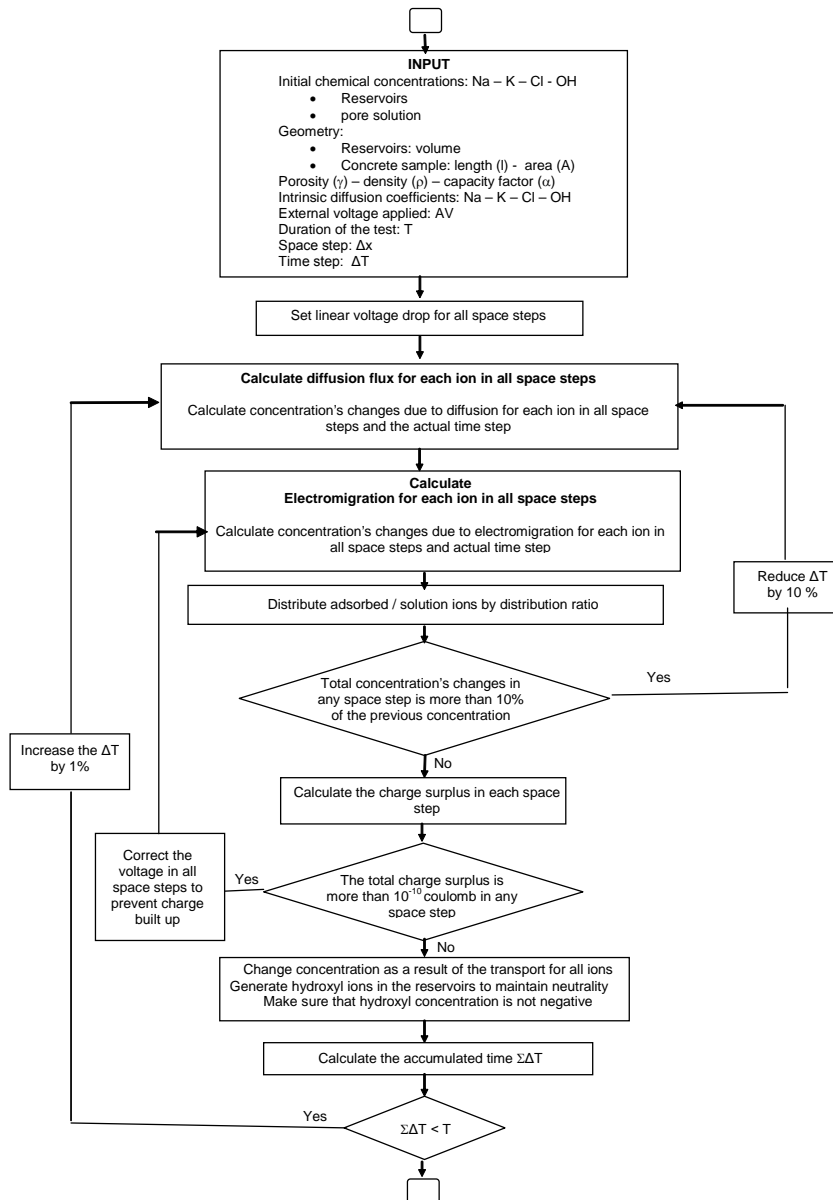 INPUT
Initial chemical concentrations: Na – K – Cl - OH
• Reservoirs
• pore solution
Geometry:
• Reservoirs: volume
• Concrete sample: length (l) - area (A)
Porosity (γ) – density (ρ) – capacity factor (α)
Intrinsic diffusion coefficients: Na – K – Cl – OH
External voltage applied: AV
Duration of the test: T
Space step: Δx
Time step: ΔT
Set linear voltage drop for all space steps
Calculate diffusion flux for each ion in all space steps
Calculate concentration's changes due to diffusion for each ion in all space
steps and the actual time step
Calculate
Electromigration for each ion in all space steps
Calculate concentration's changes due to electromigration for each ion in
all space steps and actual time step
Reduce ΔT
by 10 %
Distribute adsorbed / solution ions by distribution ratio
Total concentration's changes in
any space step is more than 10%
of the previous concentration
Yes
No
Increase the ΔT
by 1%
Calculate the charge surplus in each space
step
Correct the
voltage in all
space steps to
prevent charge
built up
Yes
The total charge surplus is
more than 10⁻¹⁰ coulomb in any
space step
No
Change concentration as a result of the transport for all ions
Generate hydroxyl ions in the reservoirs to maintain neutrality
Make sure that hydroxyl concentration is not negative
Calculate the accumulated time ΣΔT
Yes
ΣΔT < T